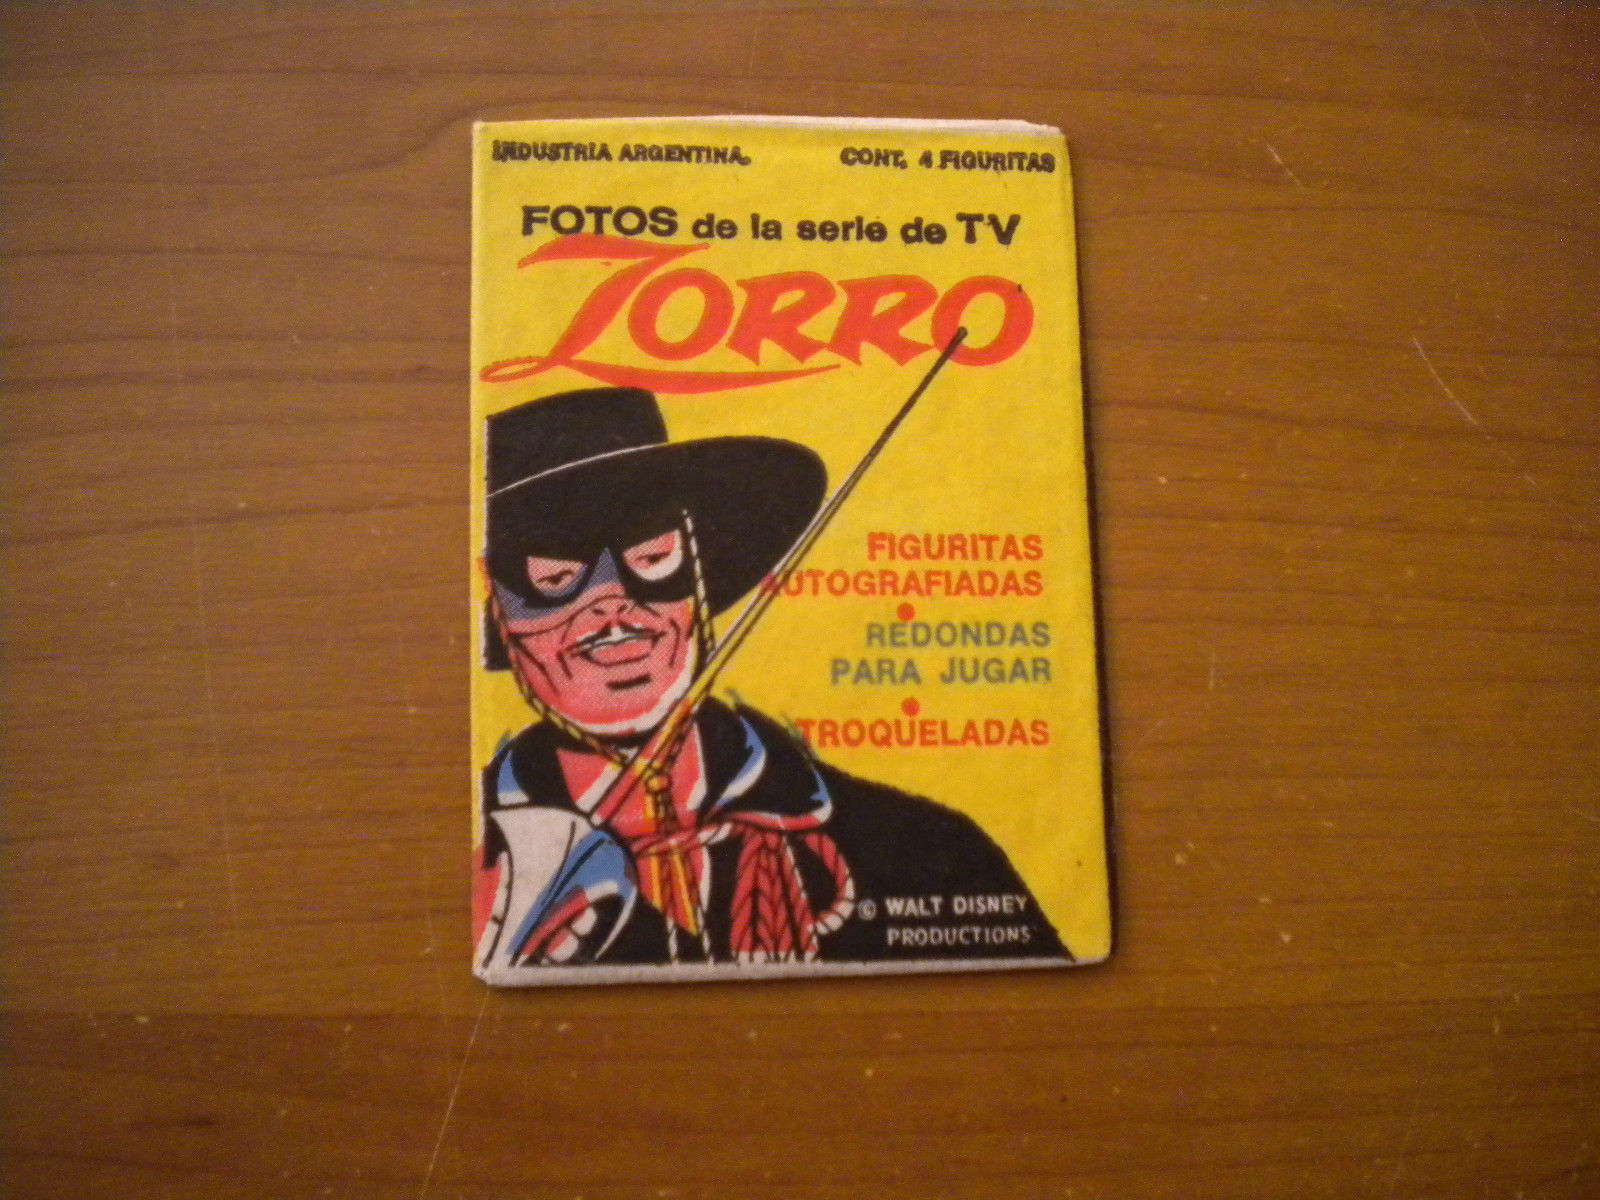 INDUSTRIA ARGENTINA.
CONT. 4 FIGURITAS
FOTOS de la serie de TV
ZORRO
FIGURITAS
AUTOGRAFIADAS
REDONDAS
PARA JUGAR
TROQUELADAS
© WALT DISNEY
PRODUCTIONS